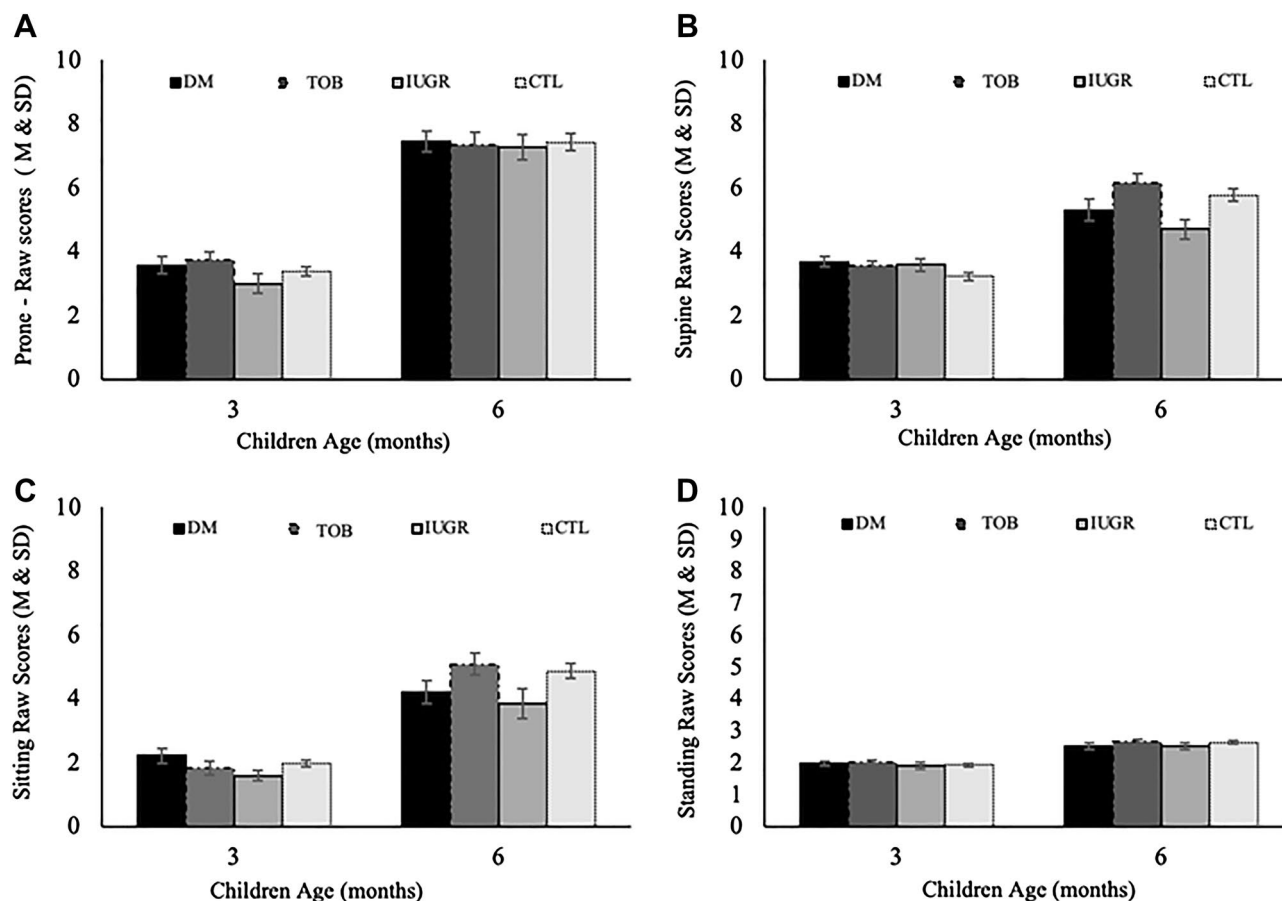 A
Prone - Raw scores ( M & SD)
10
8
6
4
2
0
DM TOB IUGR CTL
3 6
Children Age (months)
B
Supine Raw Scores (M & SD)
10
8
6
4
2
0
DM TOB IUGR CTL
3 6
Children Age (months)
C
Sitting Raw Scores (M & SD)
10
8
6
4
2
0
DM TOB IUGR CTL
3 6
Children Age (months)
D
Standing Raw Scores (M & SD)
10
9
8
7
6
5
4
3
2
1
0
DM TOB IUGR CTL
3 6
Children Age (months)